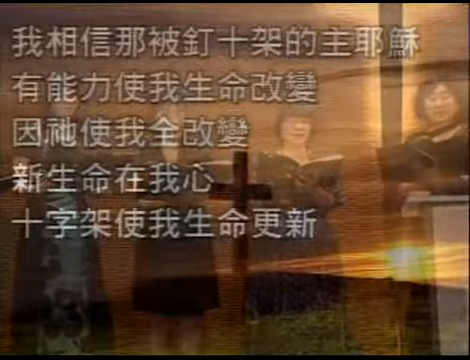 我相信那被釘十架的主耶穌
有能力使我生命改變
因祂使我全改變
新生命在我心
十字架使我生命更新